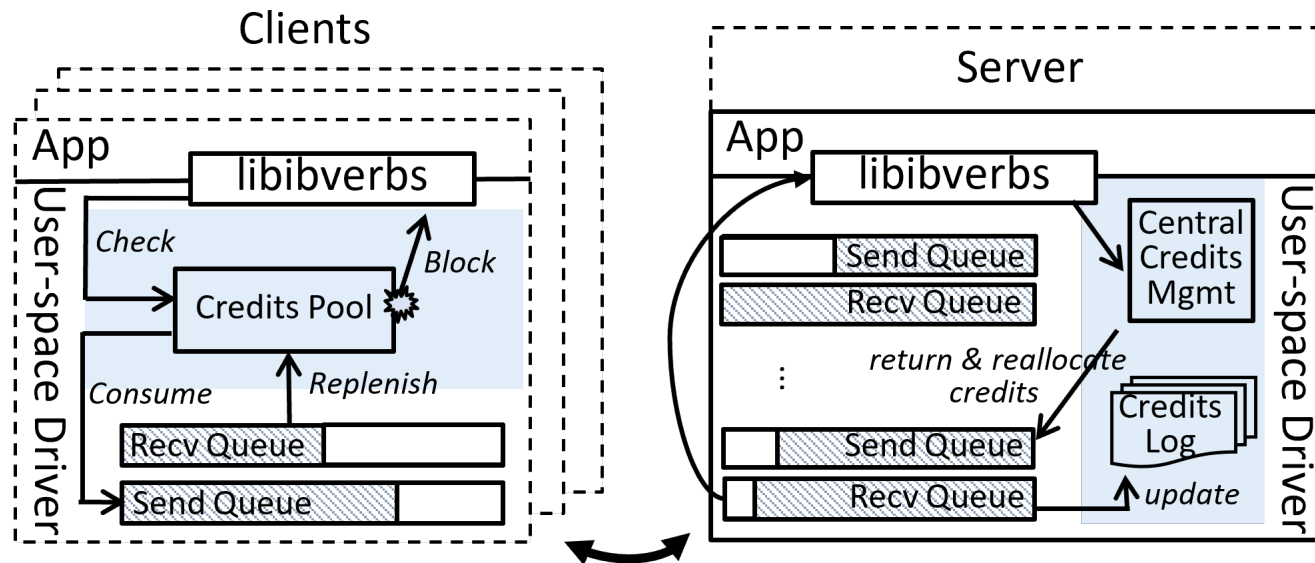 Clients
App
libibverbs
User-space Driver
Check
Block
Credits Pool
Consume
Replenish
Recv Queue
Send Queue
Server
App
libibverbs
User-space Driver
Central
Credits
Mgmt
Send Queue
Recv Queue
...
return & reallocate
credits
Credits
Log
Send Queue
Recv Queue
update